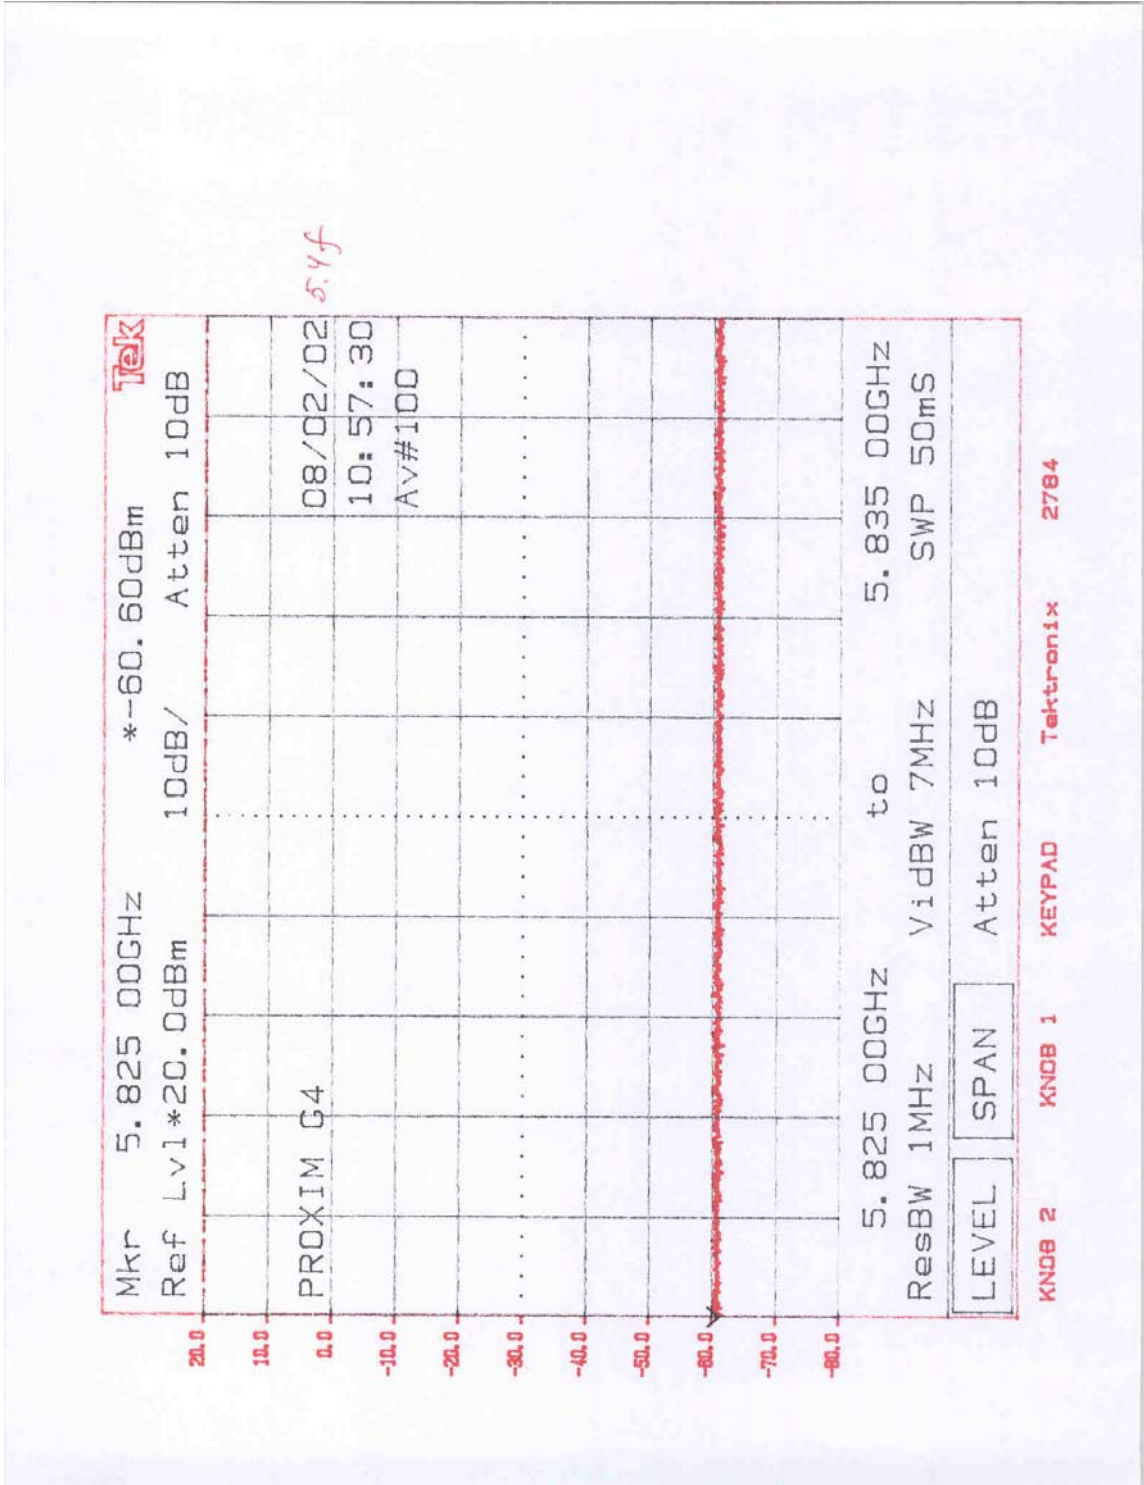 Mkr 5.825 00GHz *-60.60dBm Tek
Ref Lvl*20.0dBm 10dB/ Atten 10dB
20.0
10.0
PROXIM G4 08/02/02 5.4f
0.0
10:57:30
-10.0
Av#100
-20.0
-30.0
-40.0
-50.0
-60.0
-70.0
-80.0
5.825 00GHz to 5.835 00GHz
ResBW 1MHz VidBW 7MHz SWP 50mS
LEVEL SPAN Atten 10dB
KNOB 2 KNOB 1 KEYPAD Tektronix 2784